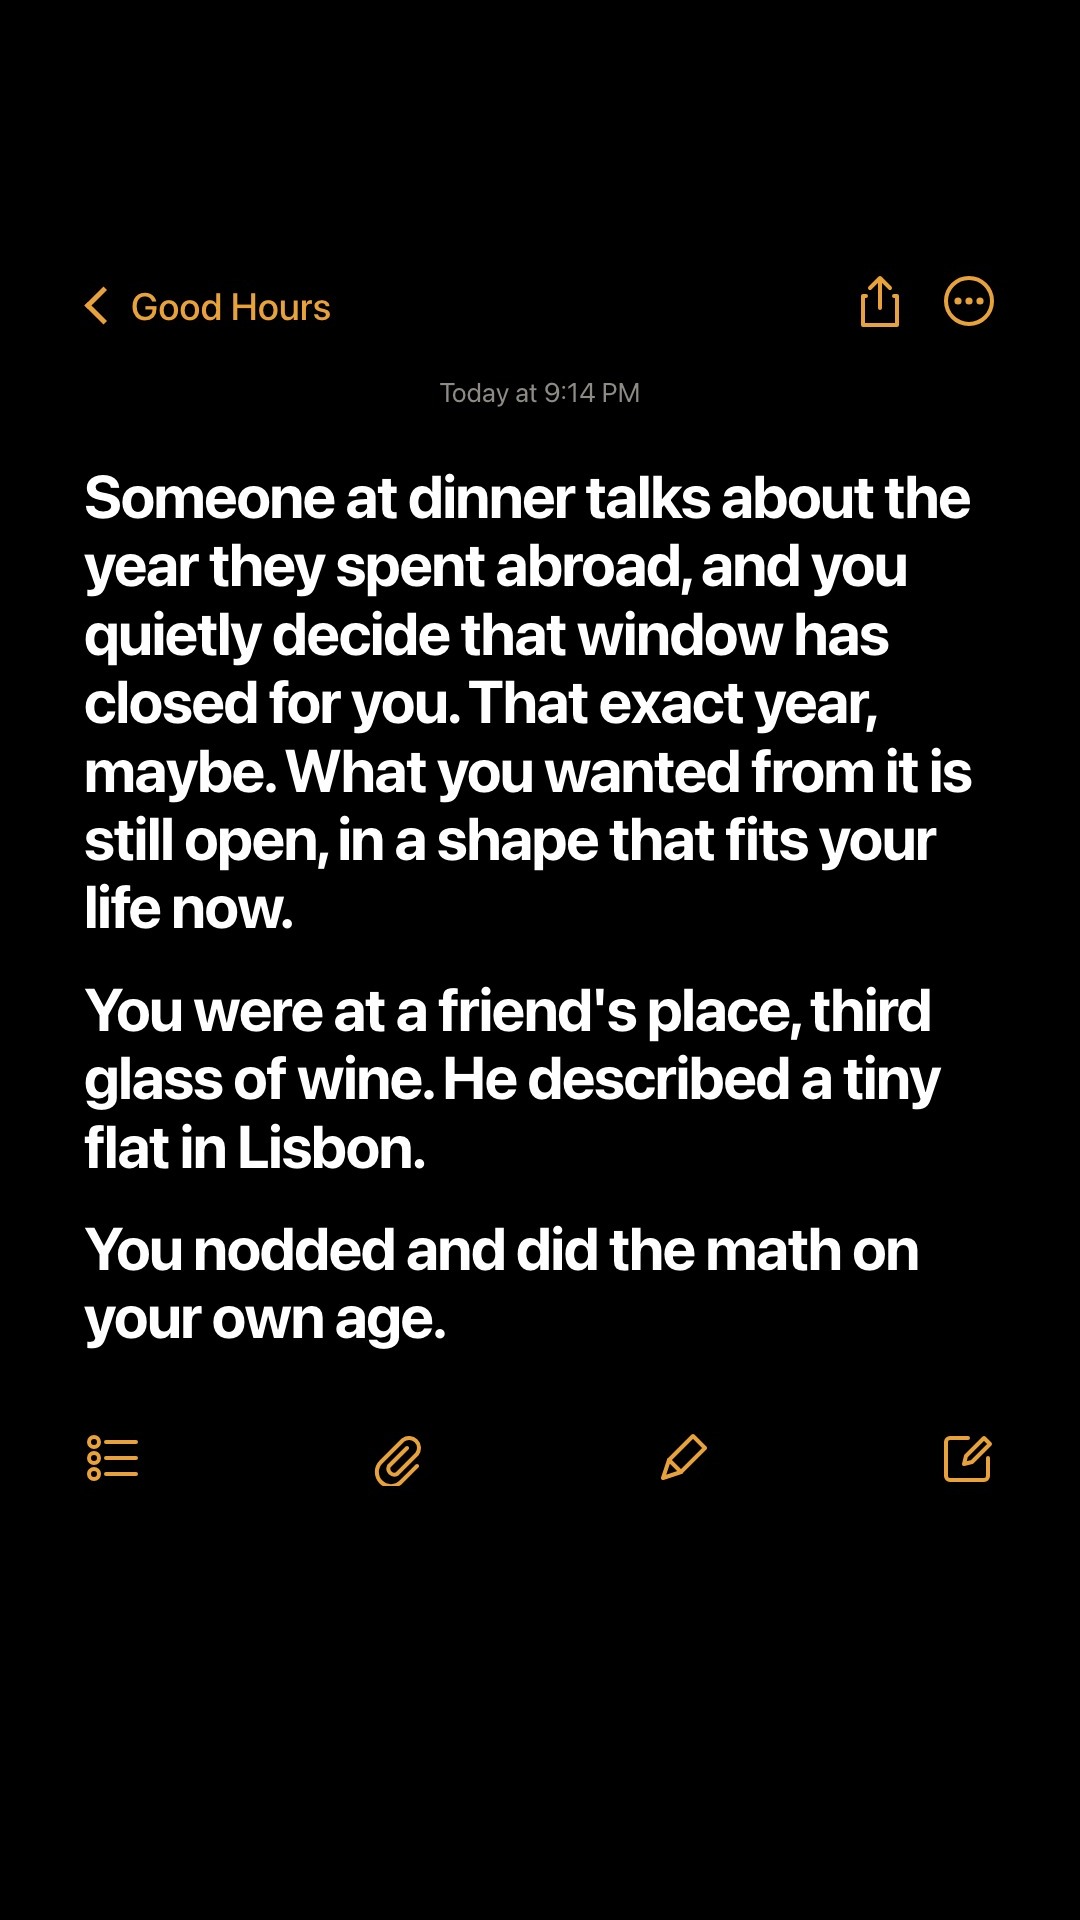 Good Hours
Today at 9:14 PM
Someone at dinner talks about the
year they spent abroad, and you
quietly decide that window has
closed for you. That exact year,
maybe. What you wanted from it is
still open, in a shape that fits your
life now.
You were at a friend's place, third
glass of wine. He described a tiny
flat in Lisbon.
You nodded and did the math on
your own age.